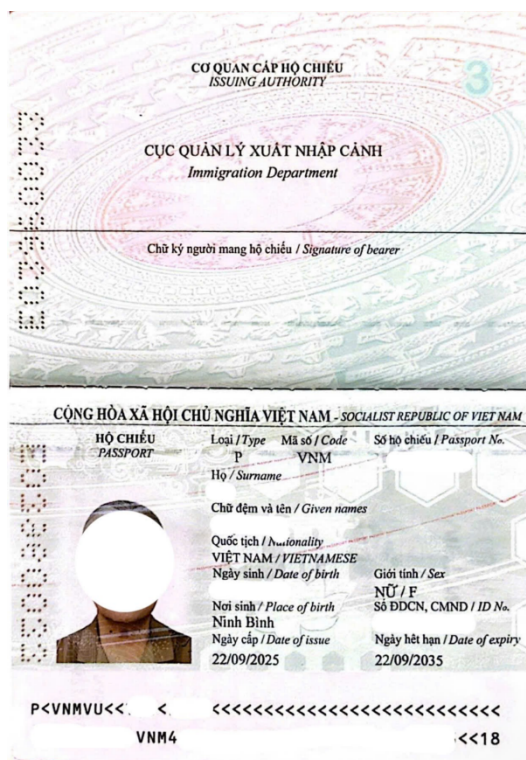 3
CƠ QUAN CẤP HỘ CHIẾU
ISSUING AUTHORITY
CỤC QUẢN LÝ XUẤT NHẬP CẢNH
Immigration Department
Chữ ký người mang hộ chiếu / Signature of bearer
CỘNG HÒA XÃ HỘI CHỦ NGHĨA VIỆT NAM - SOCIALIST REPUBLIC OF VIET NAM
HỘ CHIẾU
PASSPORT
Loại / Type Mã số / Code Số hộ chiếu / Passport No.
P VNM
Họ / Surname
Chữ đệm và tên / Given names
Quốc tịch / Nationality
VIỆT NAM / VIETNAMESE
Ngày sinh / Date of birth Giới tính / Sex
NỮ / F
Nơi sinh / Place of birth Số ĐDCN, CMND / ID No.
Ninh Bình
Ngày cấp / Date of issue Ngày hết hạn / Date of expiry
22/09/2025 22/09/2035
P<VNMVU<< < <<<<<<<<<<<<<<<<<<<<<<<<<<<
VNM4 <<18